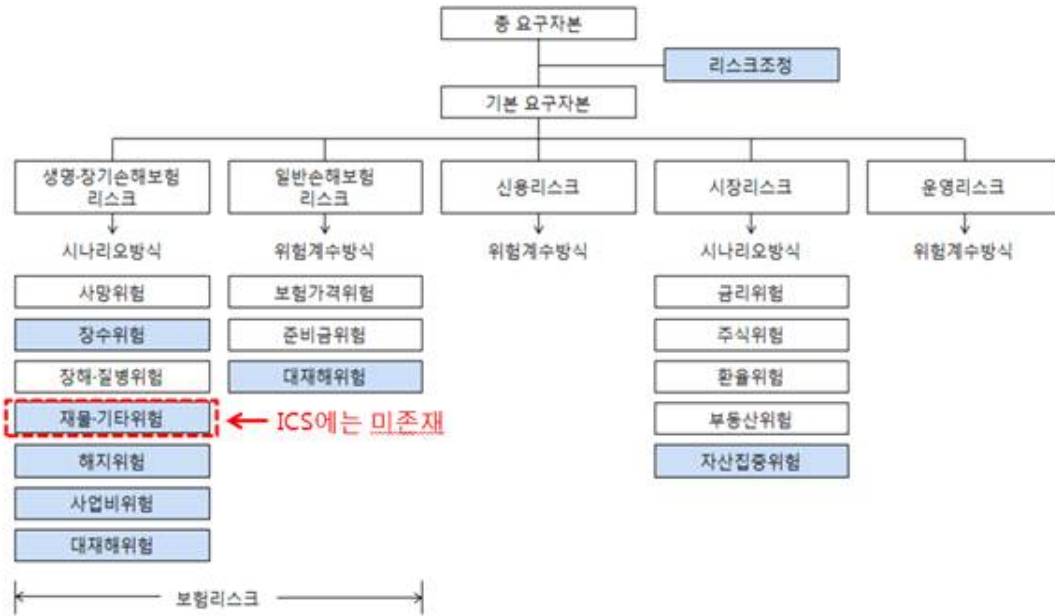 총 요구자본
리스크조정
기본 요구자본
생명·장기손해보험
리스크
일반손해보험
리스크
신용리스크
시장리스크
운영리스크
시나리오방식
위험계수방식
위험계수방식
시나리오방식
위험계수방식
사망위험
장수위험
장해·질병위험
재물·기타위험
해지위험
사업비위험
대재해위험
보험가격위험
준비금위험
대재해위험
금리위험
주식위험
환율위험
부동산위험
자산집중위험
ICS에는 미존재
보험리스크